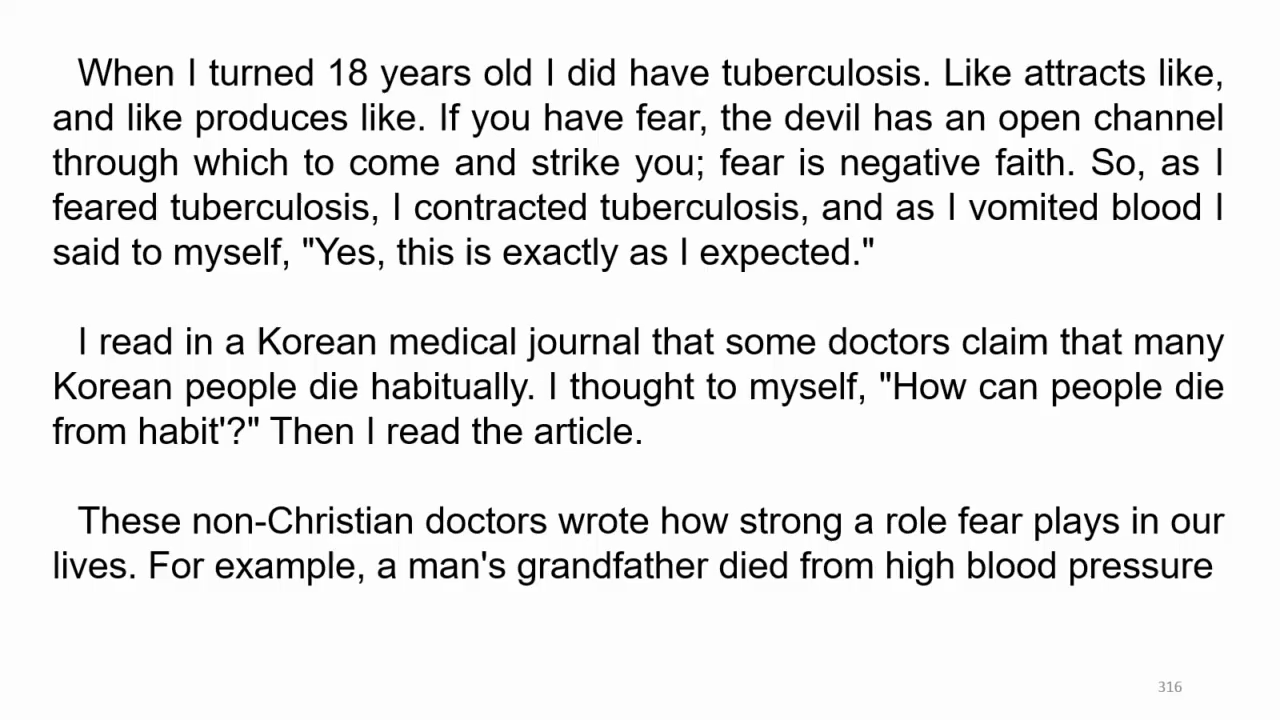 When I turned 18 years old I did have tuberculosis. Like attracts like,
and like produces like. If you have fear, the devil has an open channel
through which to come and strike you; fear is negative faith. So, as I
feared tuberculosis, I contracted tuberculosis, and as I vomited blood I
said to myself, "Yes, this is exactly as I expected."
I read in a Korean medical journal that some doctors claim that many
Korean people die habitually. I thought to myself, "How can people die
from habit'?" Then I read the article.
These non-Christian doctors wrote how strong a role fear plays in our
lives. For example, a man's grandfather died from high blood pressure
316